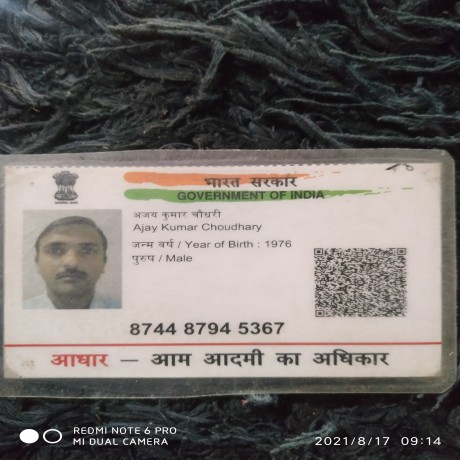 भारत सरकार
GOVERNMENT OF INDIA
अजय कुमार चौधरी
Ajay Kumar Choudhary
जन्म वर्ष / Year of Birth : 1976
पुरुष / Male
8744 8794 5367
आधार — आम आदमी का अधिकार
REDMI NOTE 6 PRO
MI DUAL CAMERA
2021/8/17 09:14